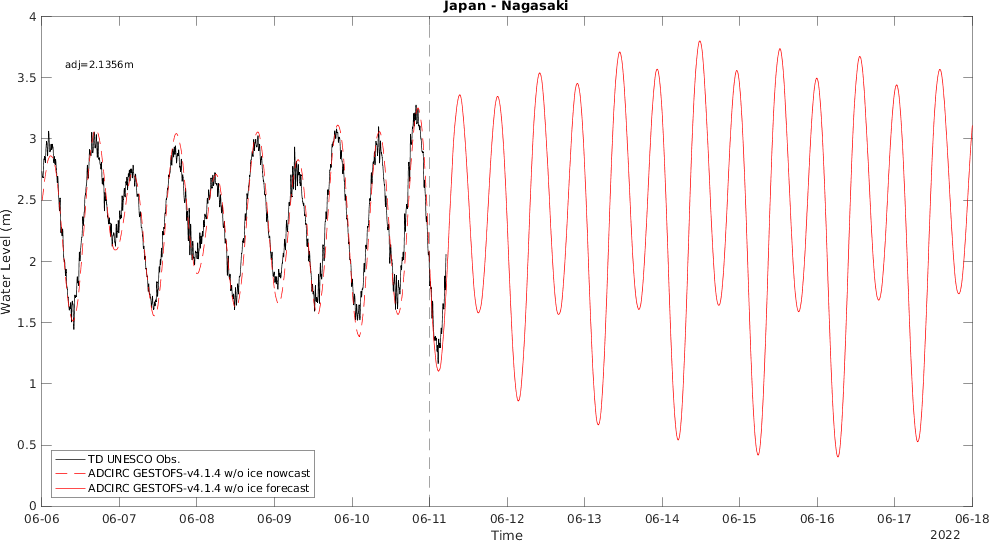 Japan - Nagasaki
4
adj=2.1356m
3.5
3
2.5
2
1.5
1
0.5
0
Water Level (m)
TD UNESCO Obs.
ADCIRC GESTOFS-v4.1.4 w/o ice nowcast
ADCIRC GESTOFS-v4.1.4 w/o ice forecast
06-06 06-07 06-08 06-09 06-10 06-11 06-12 06-13 06-14 06-15 06-16 06-17 06-18
Time
2022